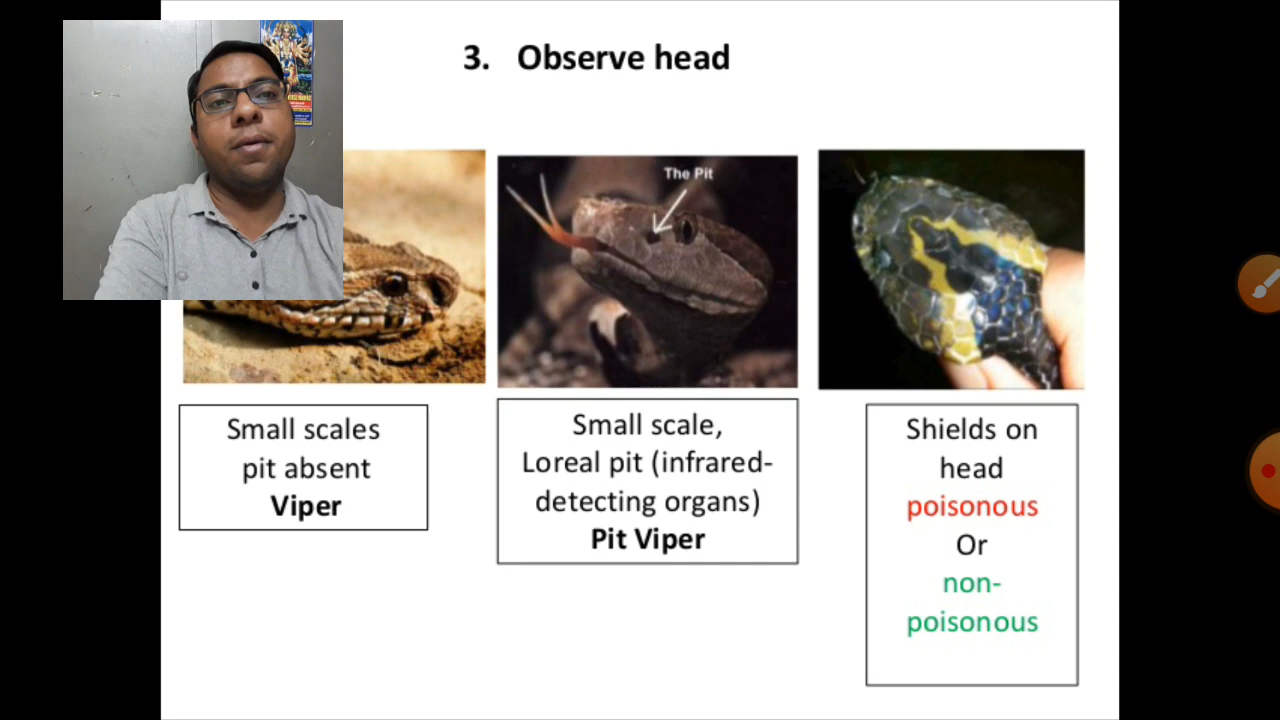 3. Observe head
The Pit
Small scales
pit absent
Viper
Small scale,
Loreal pit (infrared-
detecting organs)
Pit Viper
Shields on
head
poisonous
Or
non-
poisonous